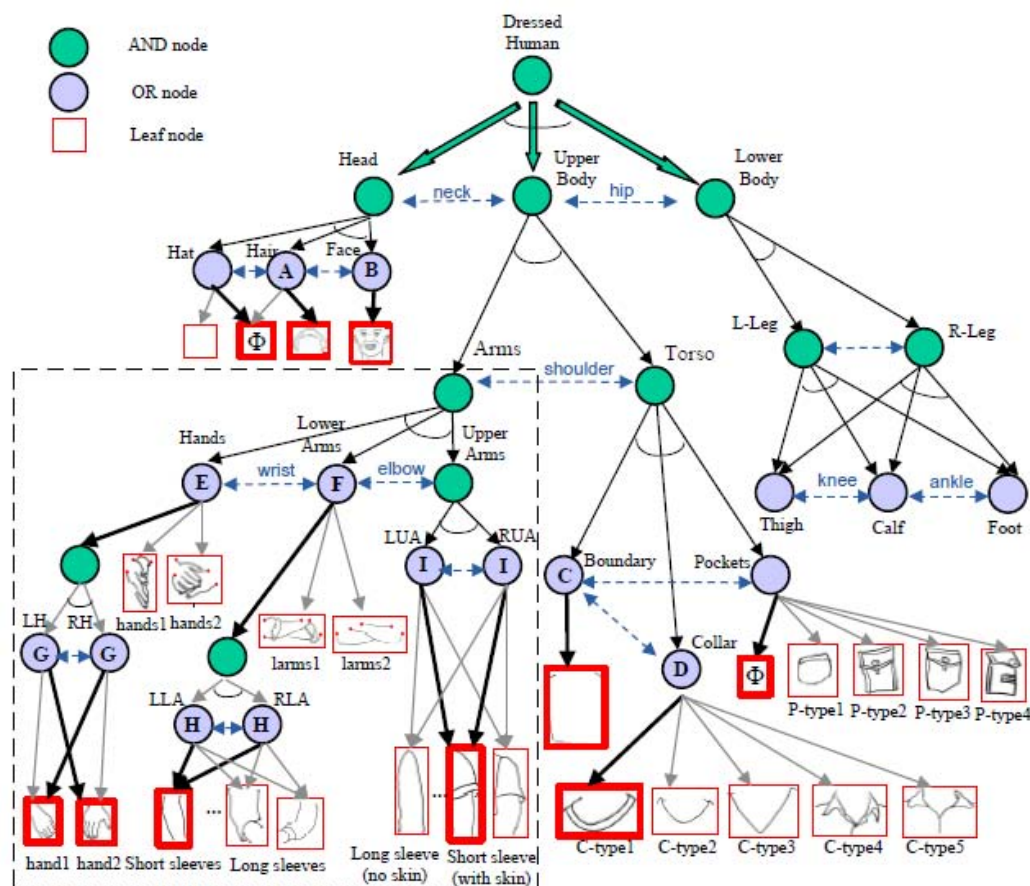 Dressed
Human
AND node
OR node
Leaf node
Head
Upper
Body
Lower
Body
neck
hip
Hat
Hair
Face
A
B
Φ
L-Leg
R-Leg
Arms
shoulder
Torso
Hands
Lower
Arms
Upper
Arms
E
wrist
F
elbow
knee
ankle
Thigh
Calf
Foot
LUA
RUA
I
I
C
Boundary
Pockets
hands1
hands2
LH
RH
G
G
larms1
larms2
Collar
D
Φ
LLA
RLA
H
H
P-type1
P-type2
P-type3
P-type4
...
...
hand1
hand2
Short sleeves
Long sleeves
Long sleeve
(no skin)
Short sleeve
(with skin)
C-type1
C-type2
C-type3
C-type4
C-type5